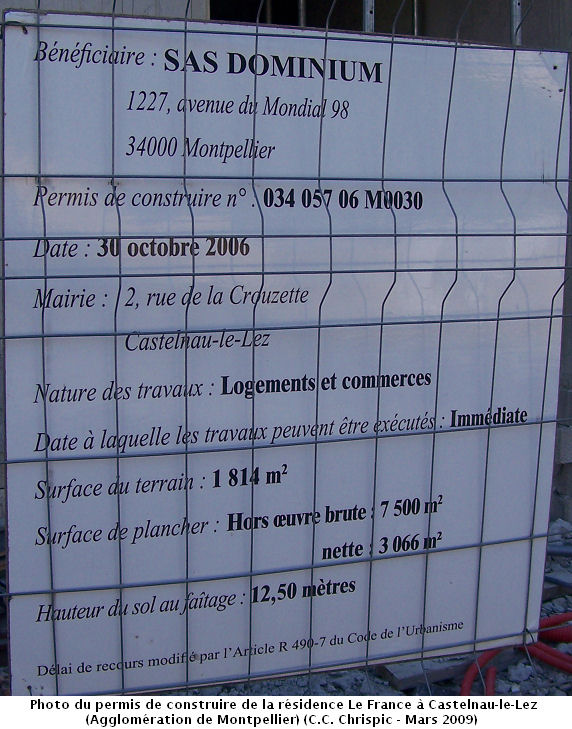 Bénéficiaire : SAS DOMINIUM
1227, avenue du Mondial 98
34000 Montpellier
Permis de construire n° : 034 057 06 M0030
Date : 30 octobre 2006
Mairie : 2, rue de la Crouzette
Castelnau-le-Lez
Nature des travaux : Logements et commerces
Date à laquelle les travaux peuvent être exécutés : Immédiate
Surface du terrain : 1 814 m²
Surface de plancher : Hors œuvre brute : 7 500 m²
nette : 3 066 m²
Hauteur du sol au faîtage : 12,50 mètres
Délai de recours modifié par l'Article R 490-7 du Code de l'Urbanisme
Photo du permis de construire de la résidence Le France à Castelnau-le-Lez
(Agglomération de Montpellier) (C.C. Chrispic - Mars 2009)